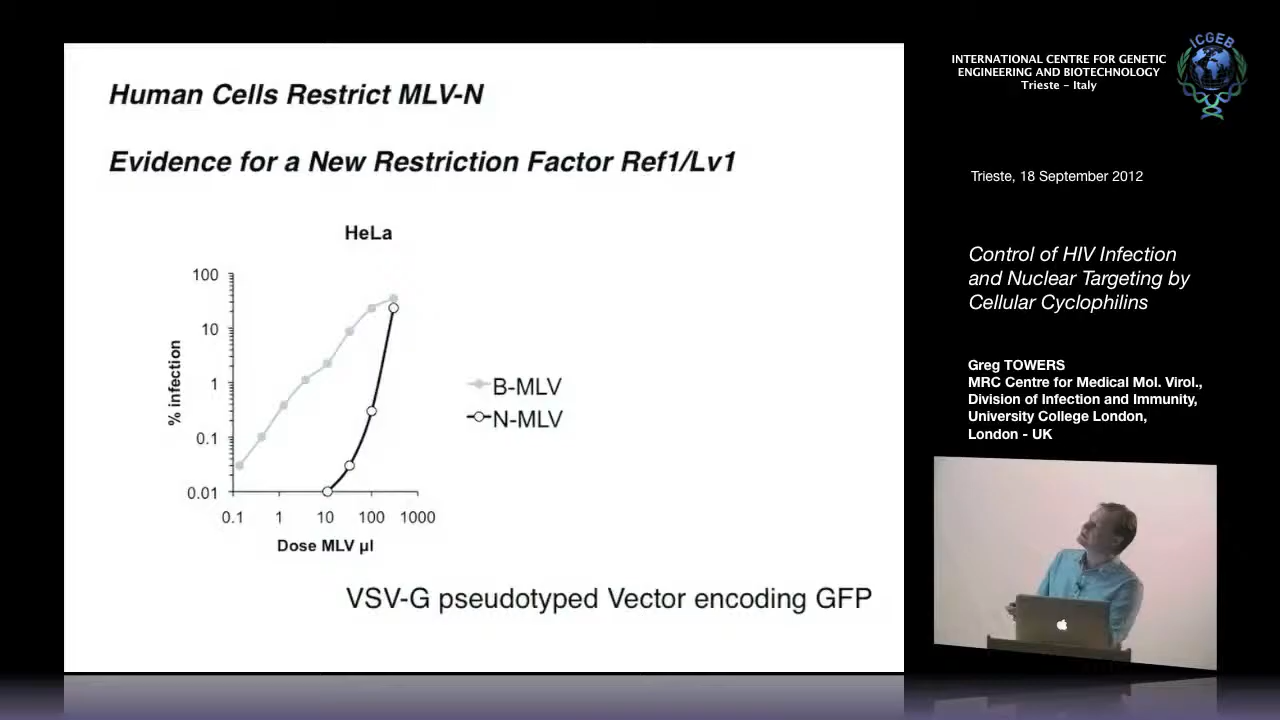 Human Cells Restrict MLV-N
Evidence for a New Restriction Factor Ref1/Lv1
HeLa
% infection
100
10
1
0.1
0.01
0.1 1 10 100 1000
Dose MLV µl
B-MLV
N-MLV
VSV-G pseudotyped Vector encoding GFP
INTERNATIONAL CENTRE FOR GENETIC
ENGINEERING AND BIOTECHNOLOGY
Trieste - Italy
ICGEB
Trieste, 18 September 2012
Control of HIV Infection
and Nuclear Targeting by
Cellular Cyclophilins
Greg TOWERS
MRC Centre for Medical Mol. Virol.,
Division of Infection and Immunity,
University College London,
London - UK